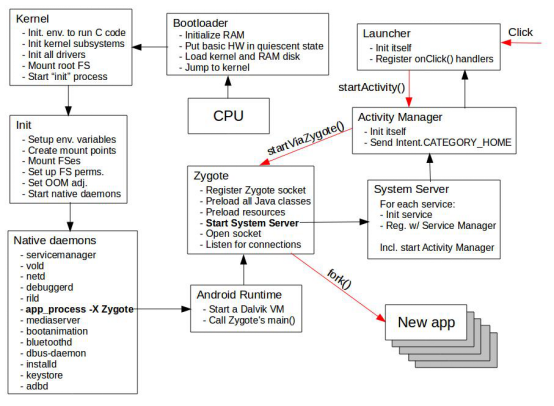 Kernel
- Init. env. to run C code
- Init kernel subsystems
- Init all drivers
- Mount root FS
- Start “init” process
Bootloader
- Initialize RAM
- Put basic HW in quiescent state
- Load kernel and RAM disk
- Jump to kernel
CPU
Launcher
- Init itself
- Register onClick() handlers
Click
startActivity()
Activity Manager
- Init itself
- Send Intent.CATEGORY_HOME
startViaZygote()
Init
- Setup env. variables
- Create mount points
- Mount FSes
- Set up FS perms.
- Set OOM adj.
- Start native daemons
Zygote
- Register Zygote socket
- Preload all Java classes
- Preload resources
- Start System Server
- Open socket
- Listen for connections
System Server
For each service:
- Init service
- Reg. w/ Service Manager
Incl. start Activity Manager
Native daemons
- servicemanager
- vold
- netd
- debuggerd
- rild
- app_process -X Zygote
- mediaserver
- bootanimation
- bluetoothd
- dbus-daemon
- installd
- keystore
- adbd
Android Runtime
- Start a Dalvik VM
- Call Zygote's main()
fork()
New app